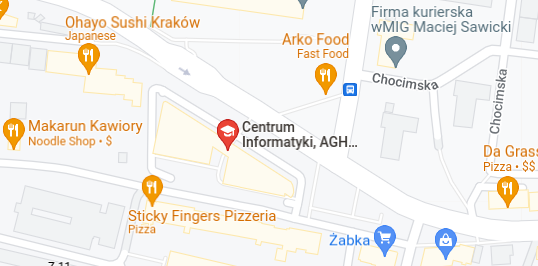 Ohayo Sushi Kraków
Japanese
Firma kurierska
wMIG Maciej Sawicki
Arko Food
Fast Food
Chocimska
Chocimska
Makarun Kawiory
Noodle Shop • $
Centrum
Informatyki, AGH...
Da Grass
Pizza • $$
Sticky Fingers Pizzeria
Pizza
Żabka